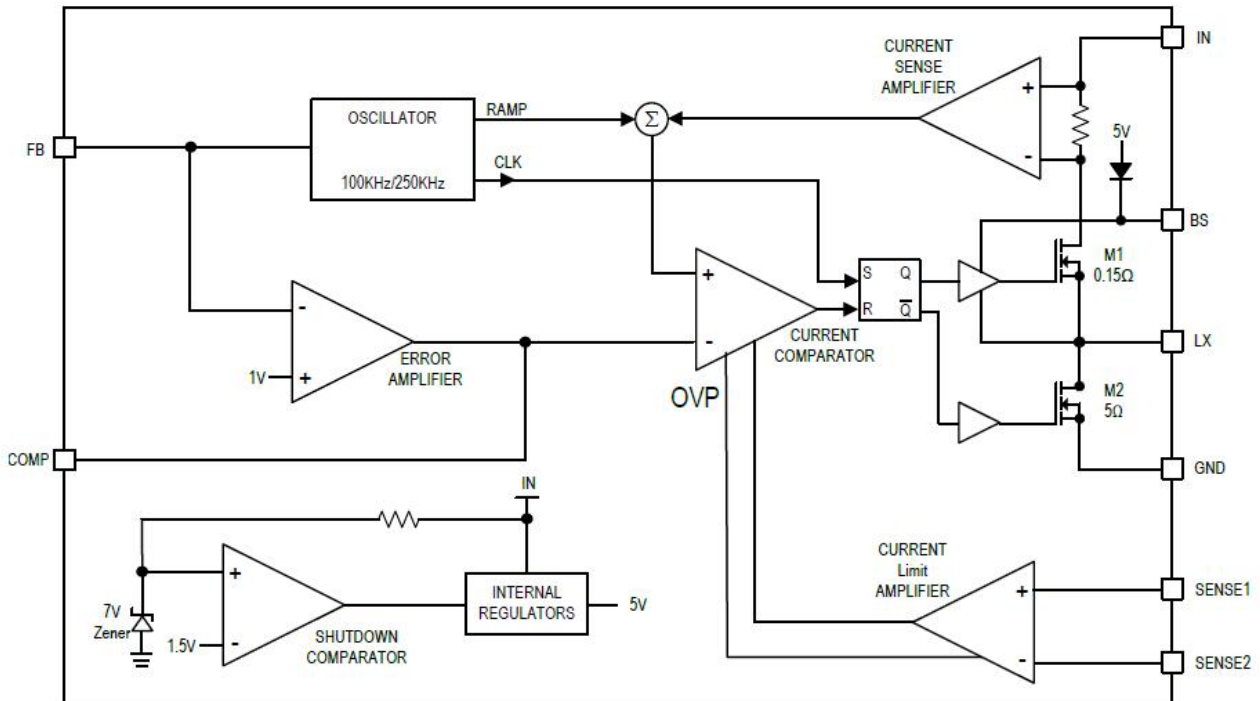 IN
CURRENT
SENSE
AMPLIFIER
+
-
OSCILLATOR
100KHz/250KHz
RAMP
Σ
CLK
5V
FB
BS
M1
0.15Ω
S Q
R Q
+
-
CURRENT
COMPARATOR
OVP
-
+
1V
ERROR
AMPLIFIER
LX
M2
5Ω
COMP
GND
IN
+
-
7V
Zener
1.5V
SHUTDOWN
COMPARATOR
INTERNAL
REGULATORS
5V
CURRENT
Limit
AMPLIFIER
+
-
SENSE1
SENSE2